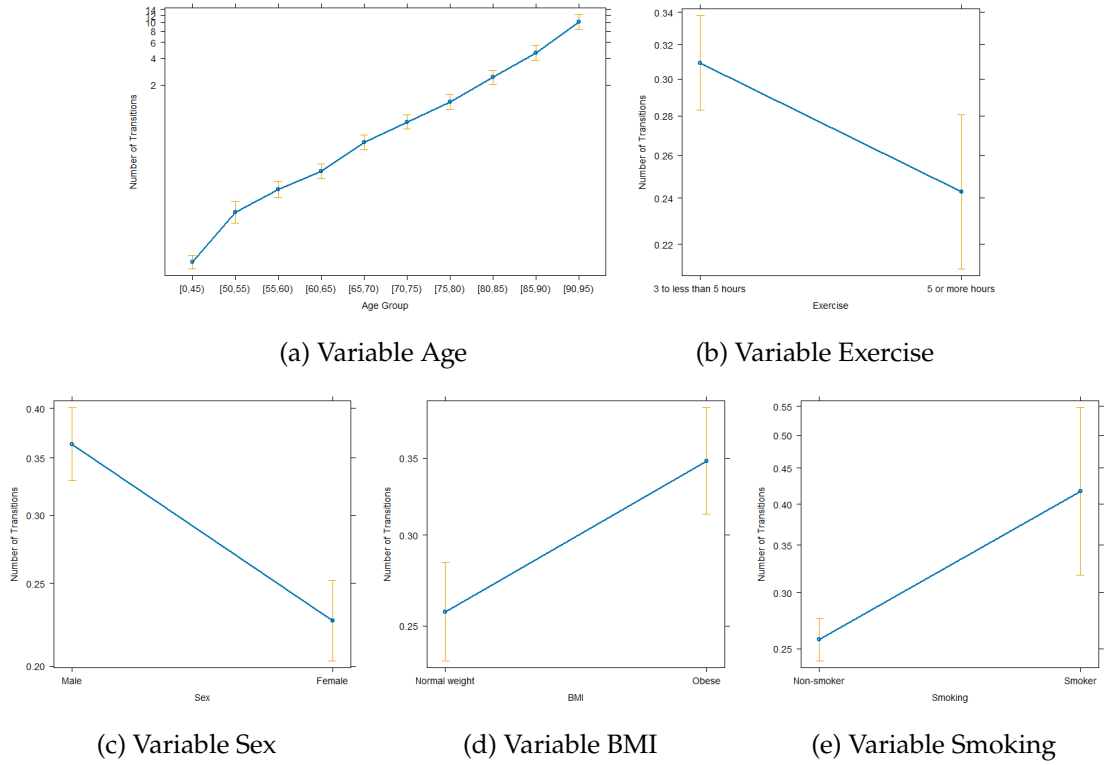 14
12
10
8
6
4
2
Number of Transitions
[0,45) [50,55) [55,60) [60,65) [65,70) [70,75) [75,80) [80,85) [85,90) [90,95)
Age Group
(a) Variable Age
0.34
0.32
0.30
0.28
0.26
0.24
0.22
Number of Transitions
3 to less than 5 hours 5 or more hours
Exercise
(b) Variable Exercise
0.40
0.35
0.30
0.25
0.20
Number of Transitions
Male Female
Sex
(c) Variable Sex
0.35
0.30
0.25
Number of Transitions
Normal weight Obese
BMI
(d) Variable BMI
0.55
0.50
0.45
0.40
0.35
0.30
0.25
Number of Transitions
Non-smoker Smoker
Smoking
(e) Variable Smoking